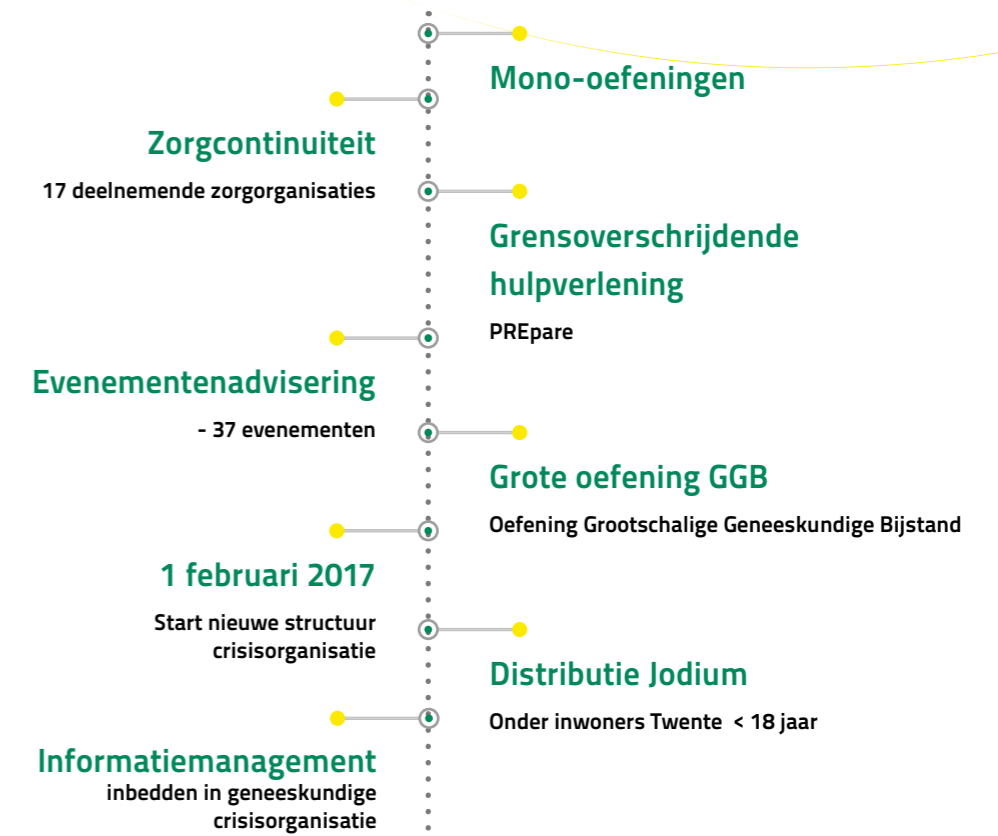 Mono-oefeningen
Zorgcontinuiteit
17 deelnemende zorgorganisaties
Grensoverschrijdende
hulpverlening
PREpare
Evenementenadvisering
- 37 evenementen
Grote oefening GGB
Oefening Grootschalige Geneeskundige Bijstand
1 februari 2017
Start nieuwe structuur
crisisorganisatie
Distributie Jodium
Onder inwoners Twente < 18 jaar
Informatiemanagement
inbedden in geneeskundige
crisisorganisatie